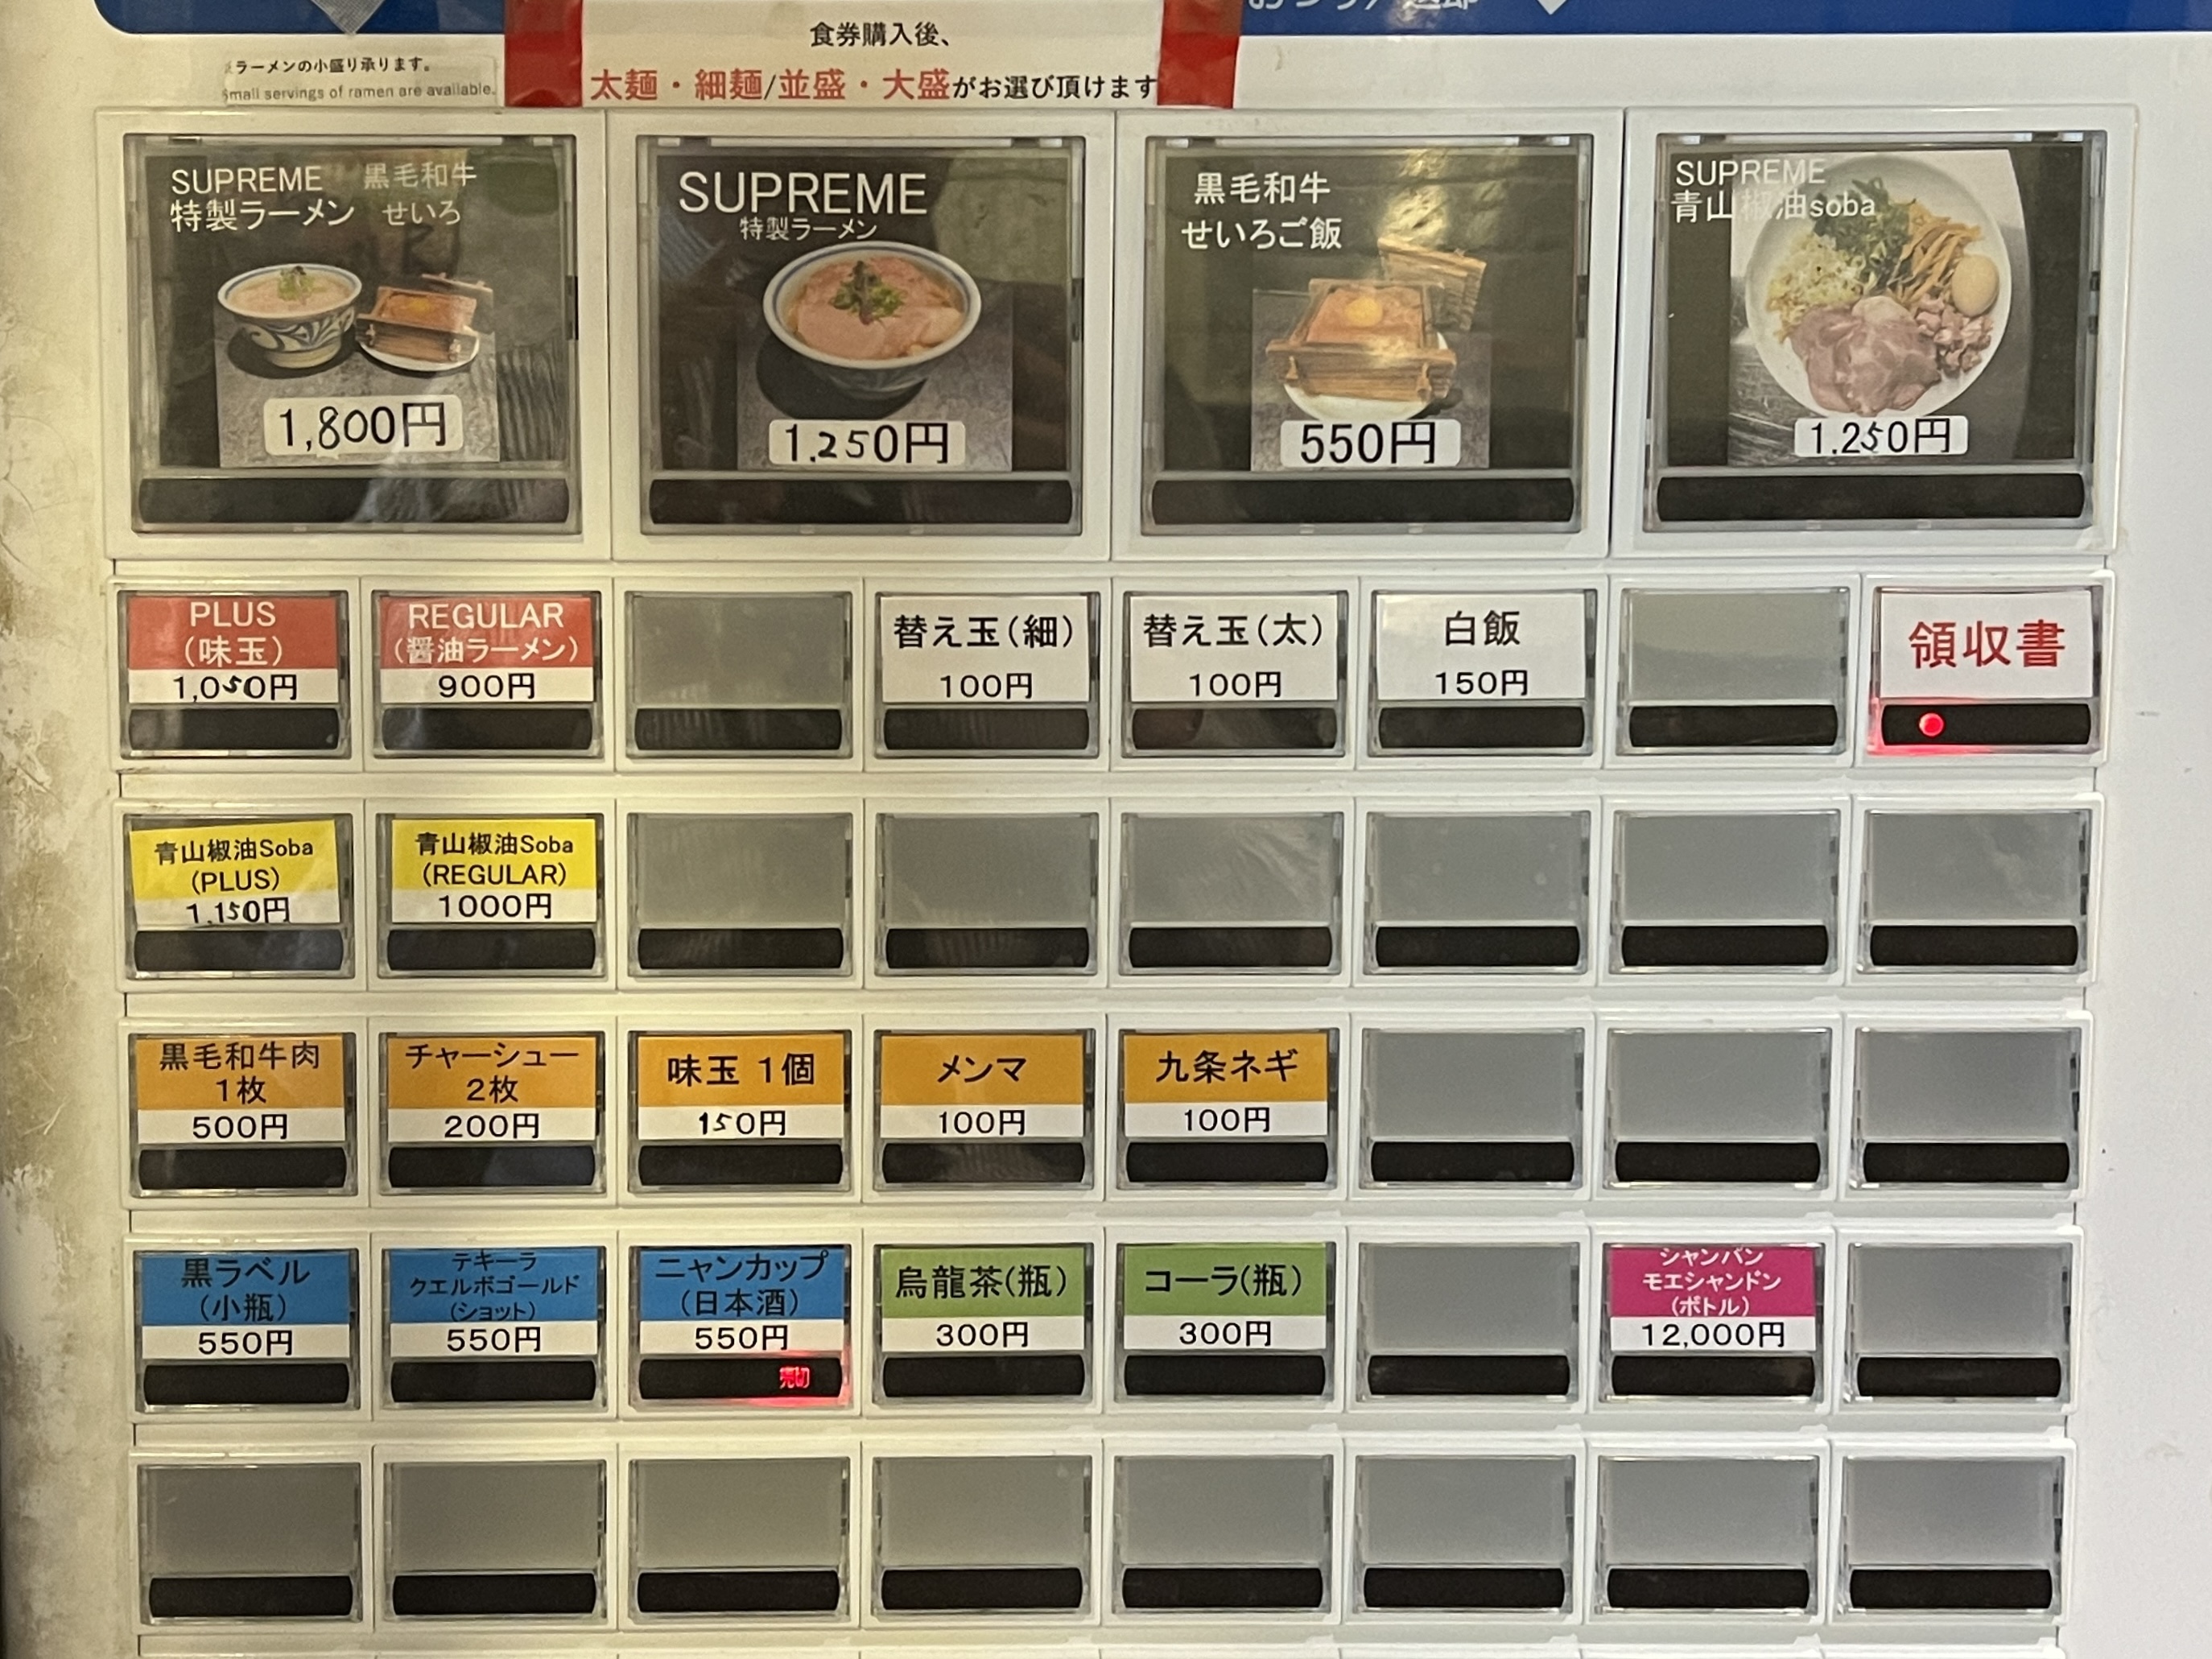 ラーメンの小盛り承ります。
Small servings of ramen are available.
食券購入後、
太麺・細麺/並盛・大盛がお選び頂けます
SUPREME 黒毛和牛
特製ラーメン せいろ
1,800円
SUPREME
特製ラーメン
1.250円
黒毛和牛
せいろご飯
550円
SUPREME
青山椒油soba
1.250円
PLUS
(味玉)
1,050円
REGULAR
(醤油ラーメン)
900円
替え玉(細)
100円
替え玉(太)
100円
白飯
150円
領収書
青山椒油Soba
(PLUS)
1.150円
青山椒油Soba
(REGULAR)
1000円
黒毛和牛肉
1枚
500円
チャーシュー
2枚
200円
味玉 1個
150円
メンマ
100円
九条ネギ
100円
黒ラベル
(小瓶)
550円
テキーラ
クエルボゴールド
(ショット)
550円
ニャンカップ
(日本酒)
550円
売切
烏龍茶(瓶)
300円
コーラ(瓶)
300円
シャンパン
モエシャンドン
(ボトル)
12,000円